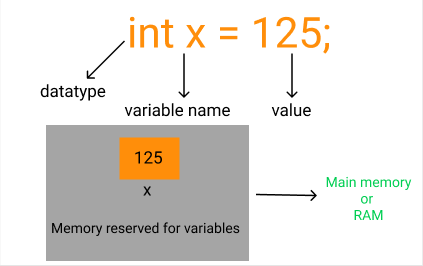 int x = 125;
datatype
variable name
value
125
x
Memory reserved for variables
Main memory
or
RAM